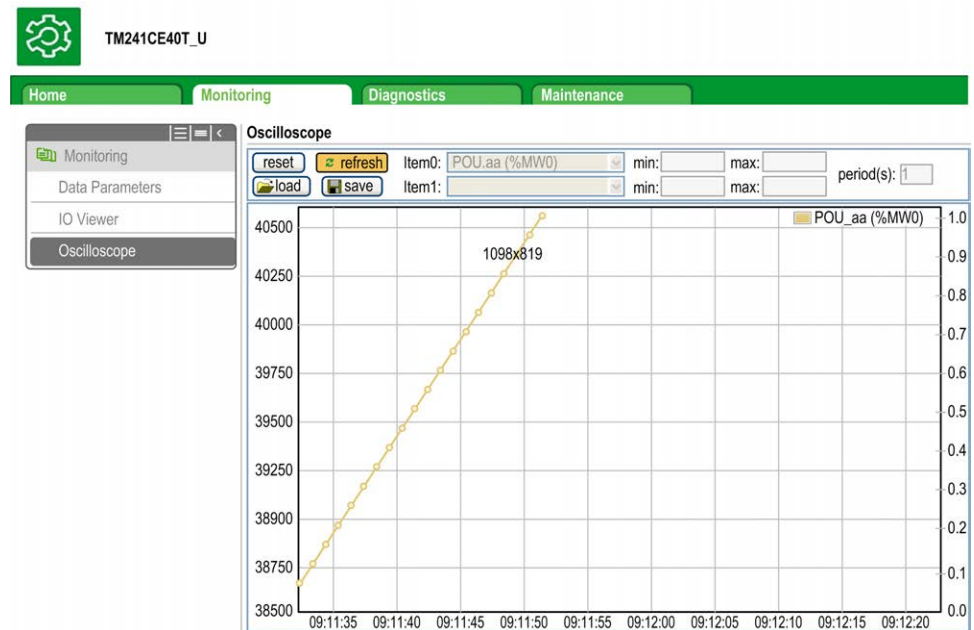 TM241CE40T_U
Home Monitoring Diagnostics Maintenance
Monitoring
Data Parameters
IO Viewer
Oscilloscope
Oscilloscope
reset refresh Item0: POU.aa (%MW0) min: max: period(s): 1
load save Item1: min: max:
POU_aa (%MW0)
1098x819
40500
40250
40000
39750
39500
39250
38900
38750
38500
1.0
0.9
0.8
0.7
0.6
0.5
0.4
0.3
0.2
0.1
0.0
09:11:35 09:11:40 09:11:45 09:11:50 09:11:55 09:12:00 09:12:05 09:12:10 09:12:15 09:12:20